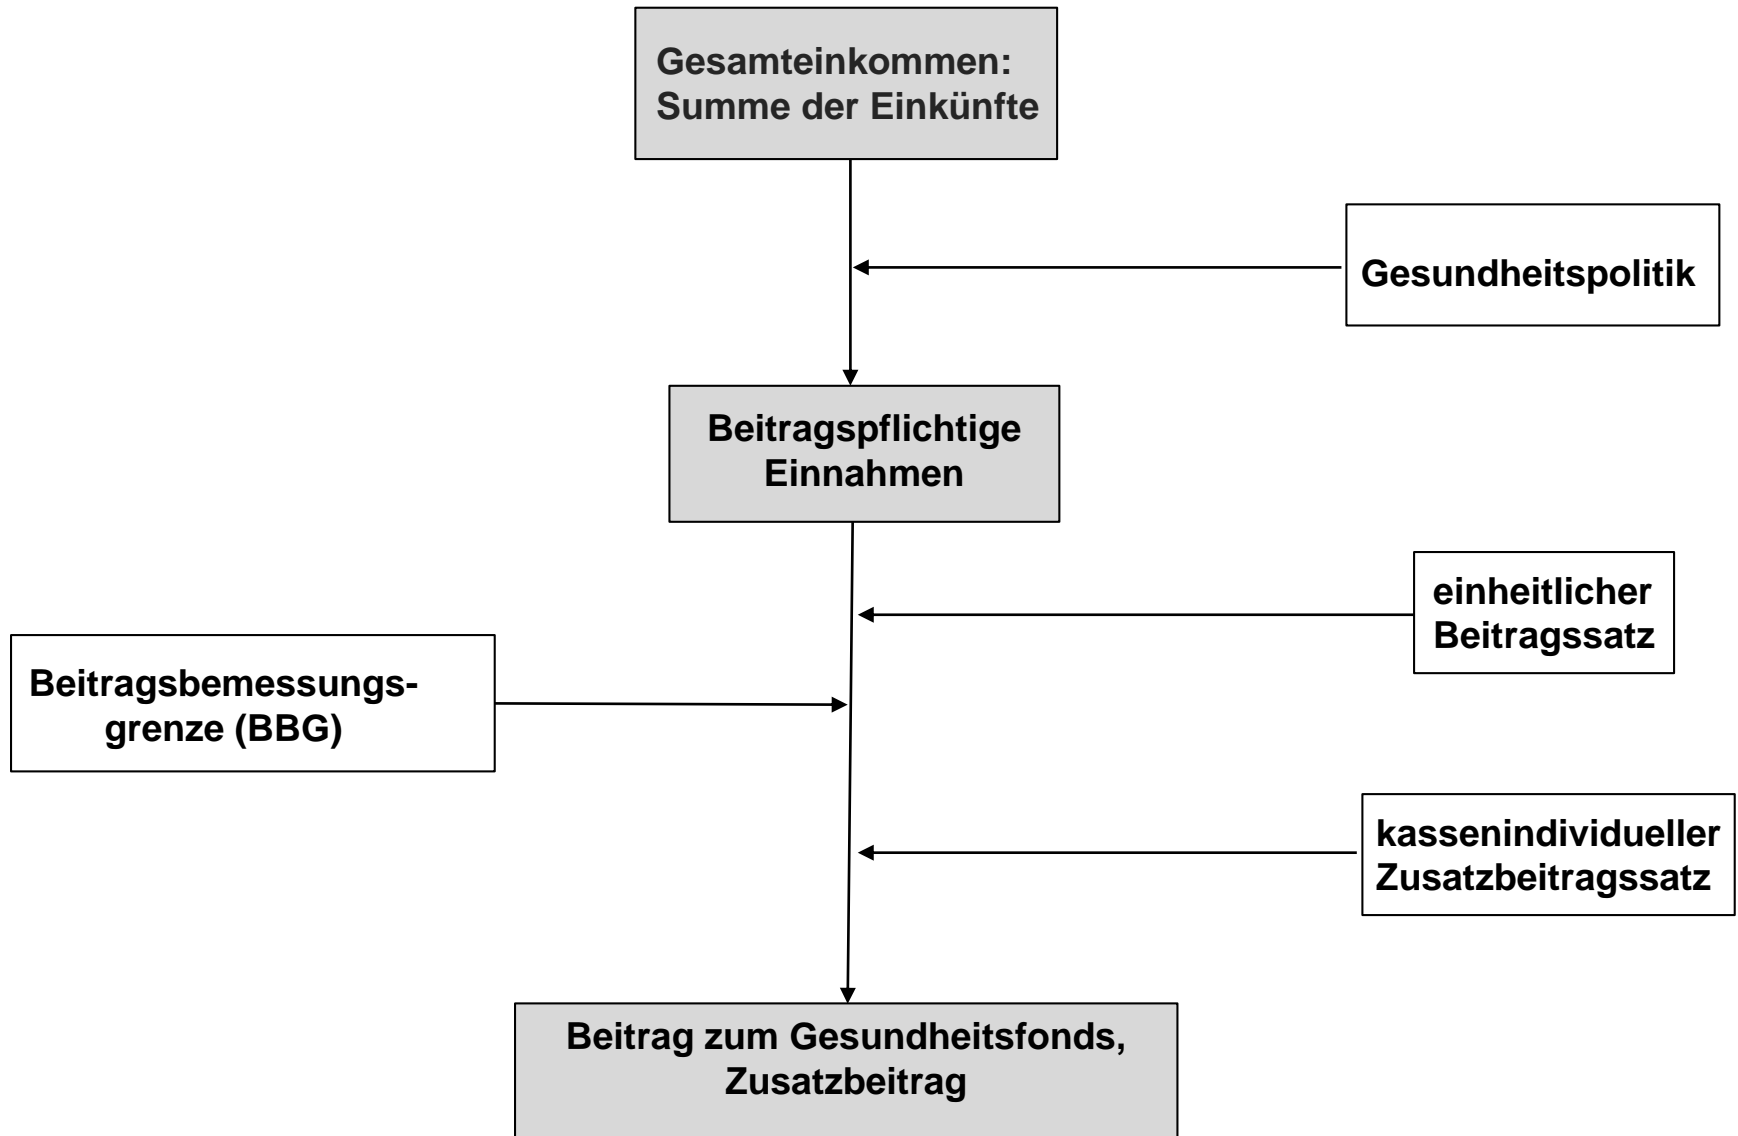 Gesamteinkommen:
Summe der Einkünfte
Gesundheitspolitik
Beitragspflichtige
Einnahmen
einheitlicher
Beitragssatz
Beitragsbemessungs-
grenze (BBG)
kassenindividueller
Zusatzbeitragssatz
Beitrag zum Gesundheitsfonds,
Zusatzbeitrag